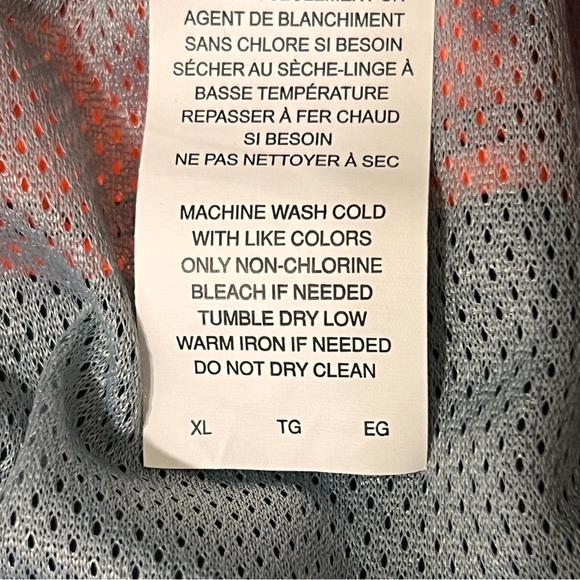 AGENT DE BLANCHIMENT
SANS CHLORE SI BESOIN
SÉCHER AU SÈCHE-LINGE À
BASSE TEMPÉRATURE
REPASSER À FER CHAUD
SI BESOIN
NE PAS NETTOYER À SEC
MACHINE WASH COLD
WITH LIKE COLORS
ONLY NON-CHLORINE
BLEACH IF NEEDED
TUMBLE DRY LOW
WARM IRON IF NEEDED
DO NOT DRY CLEAN
XL TG EG